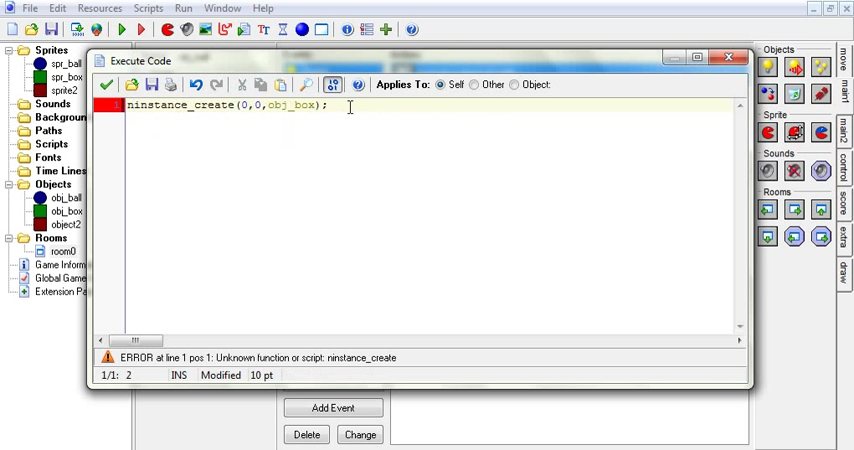 File Edit Resources Scripts Run Window Help
Sprites
spr_ball
spr_box
sprite2
Sounds
Backgroun
Paths
Scripts
Fonts
Time Lines
Objects
obj_ball
obj_box
object2
Rooms
room0
Game Inform
Global Game
Extension Pa
Execute Code
Applies To: Self Other Object:
1 ninstance_create(0,0,obj_box);
ERROR at line 1 pos 1: Unknown function or script: ninstance_create
1/1: 2 INS Modified 10 pt
Add Event
Delete Change
Objects
Sprite
Sounds
Rooms
move
main1
main2
control
score
extra
draw